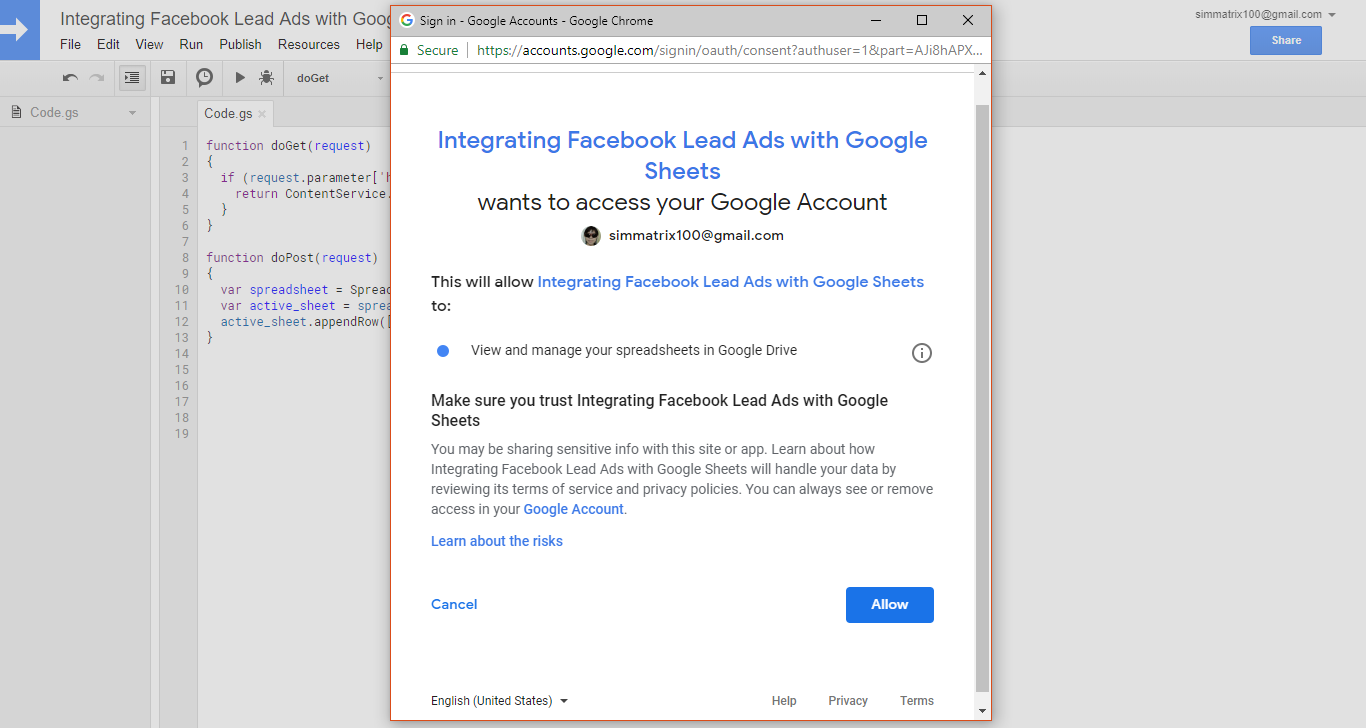 Integrating Facebook Lead Ads with Goog
simmatrix100@gmail.com
File Edit View Run Publish Resources Help
Share
doGet
Code.gs
Code.gs ×
1 function doGet(request)
2 {
3 if (request.parameter['h
4 return ContentService.
5 }
6 }
7
8 function doPost(request)
9 {
10 var spreadsheet = Spread
11 var active_sheet = sprea
12 active_sheet.appendRow([
13 }
14
15
16
17
18
19
Sign in - Google Accounts - Google Chrome
Secure https://accounts.google.com/signin/oauth/consent?authuser=1&part=AJi8hAPX...
Integrating Facebook Lead Ads with Google
Sheets
wants to access your Google Account
simmatrix100@gmail.com
This will allow Integrating Facebook Lead Ads with Google Sheets
to:
View and manage your spreadsheets in Google Drive
Make sure you trust Integrating Facebook Lead Ads with Google
Sheets
You may be sharing sensitive info with this site or app. Learn about how
Integrating Facebook Lead Ads with Google Sheets will handle your data by
reviewing its terms of service and privacy policies. You can always see or remove
access in your Google Account.
Learn about the risks
Cancel
Allow
English (United States)
Help Privacy Terms